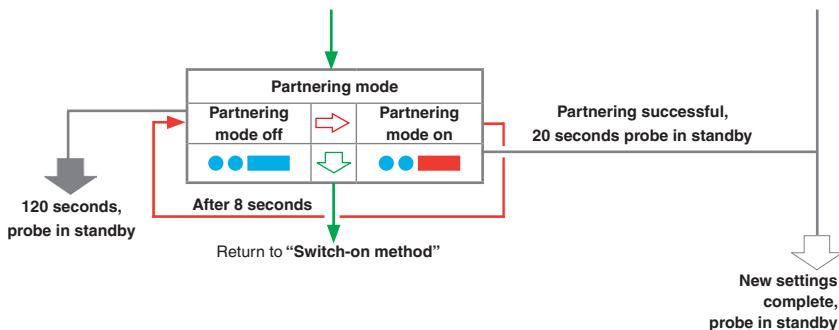 Partnering mode
Partnering
mode off
Partnering
mode on
Partnering successful,
20 seconds probe in standby
120 seconds,
probe in standby
After 8 seconds
Return to “Switch-on method”
New settings
complete,
probe in standby